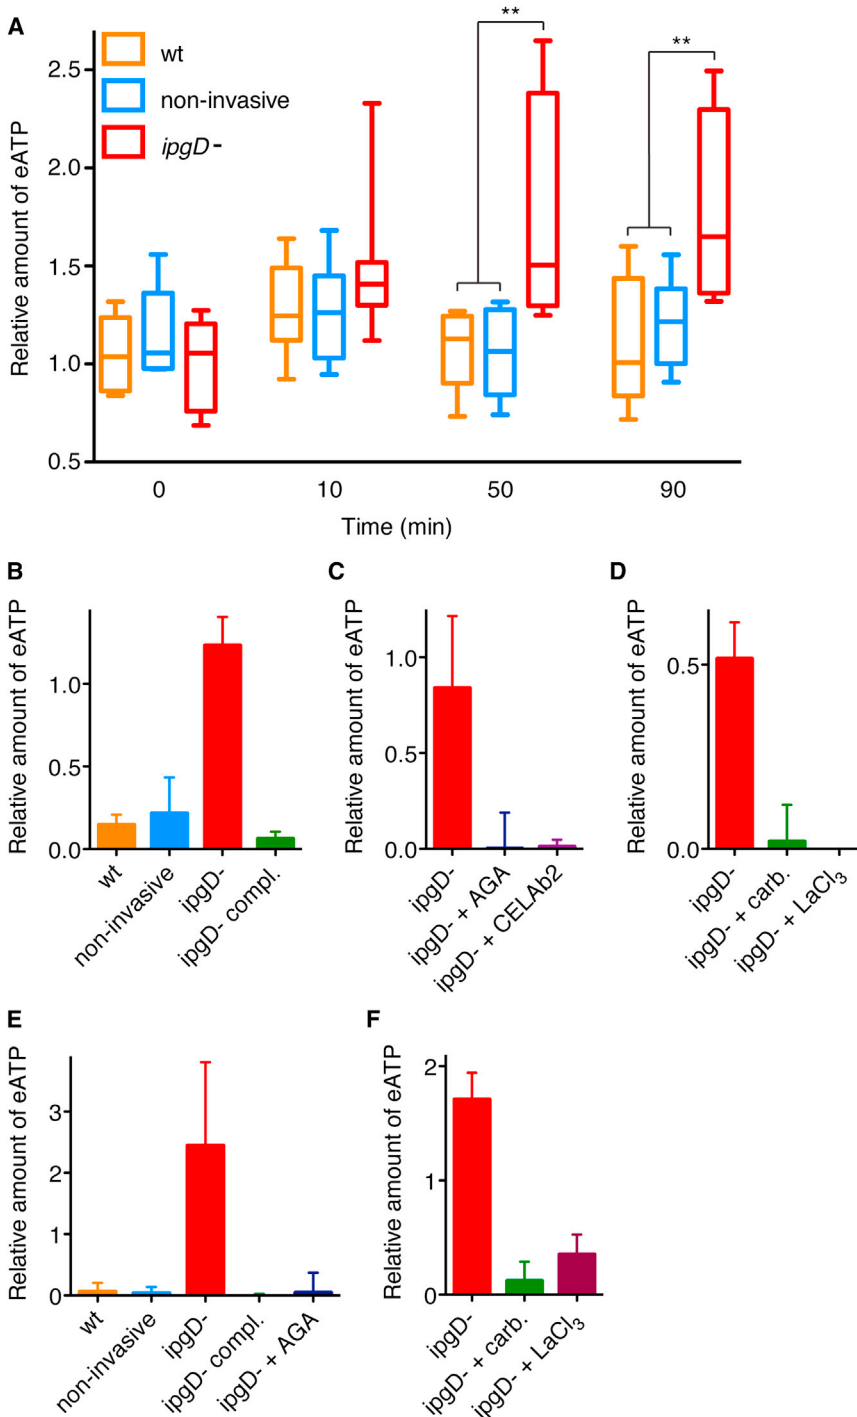 A
Relative amount of eATP
2.5
2.0
1.5
1.0
0.5
wt
non-invasive
ipgD-
**
**
0 10 50 90
Time (min)
B
Relative amount of eATP
1.0
0.5
0.0
wt
non-invasive
ipgD-
ipgD- compl.
C
Relative amount of eATP
1.0
0.5
0.0
ipgD-
ipgD- + AGA
ipgD- + CELAb2
D
Relative amount of eATP
0.5
0.0
ipgD-
ipgD- + carb.
ipgD- + LaCl₃
E
Relative amount of eATP
3
2
1
0
wt
non-invasive
ipgD-
ipgD- compl.
ipgD- + AGA
F
Relative amount of eATP
2
1
0
ipgD-
ipgD- + carb.
ipgD- + LaCl₃